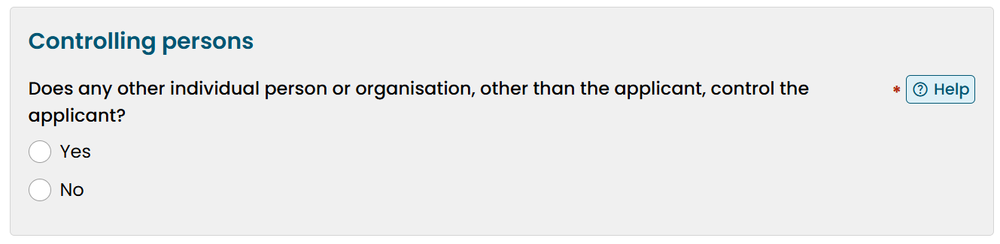 Controlling persons
Does any other individual person or organisation, other than the applicant, control the
applicant?
* Help
Yes
No